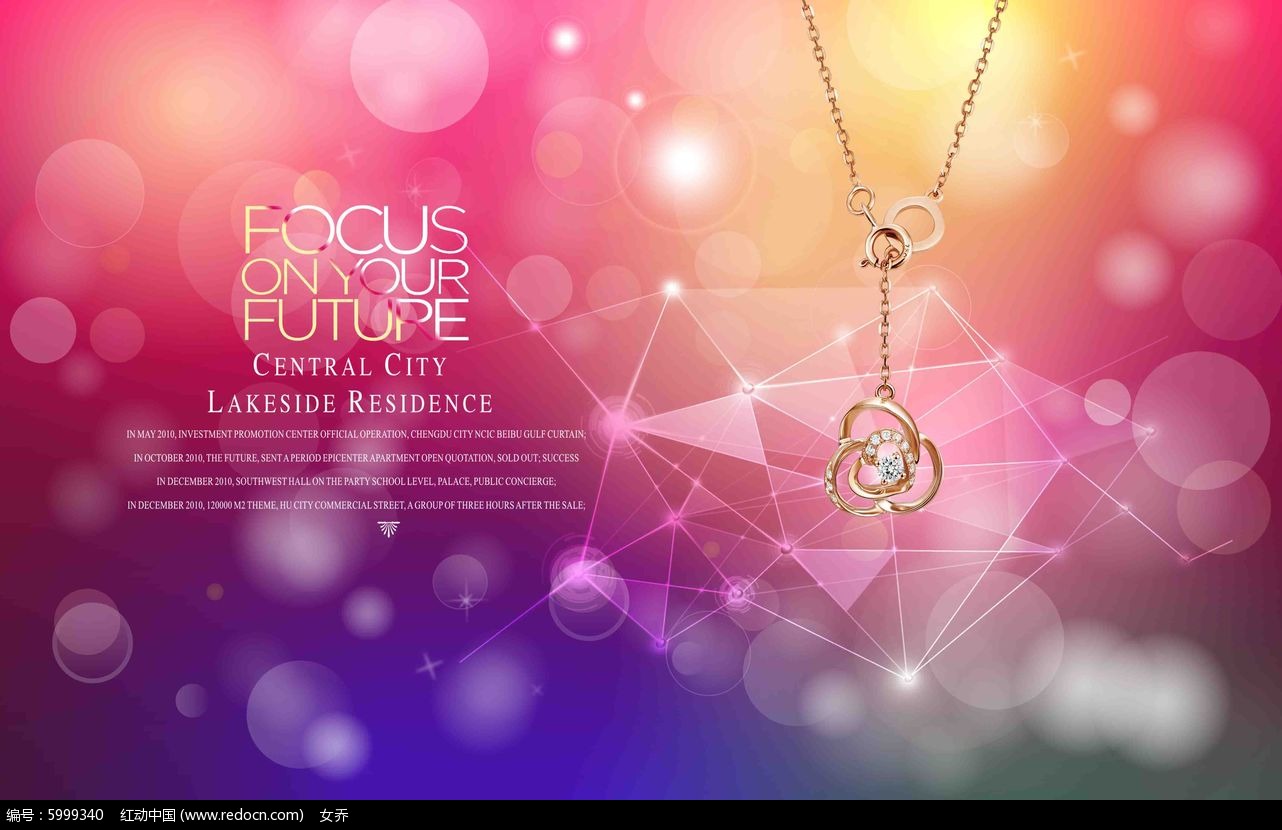 FOCUS
ON YOUR
FUTURE
CENTRAL CITY
LAKESIDE RESIDENCE
IN MAY 2010, INVESTMENT PROMOTION CENTER OFFICIAL OPERATION, CHENGDU CITY NCIC BEIBU GULF CURTAIN;
IN OCTOBER 2010, THE FUTURE, SENT A PERIOD EPICENTER APARTMENT OPEN QUOTATION, SOLD OUT; SUCCESS
IN DECEMBER 2010, SOUTHWEST HALL ON THE PARTY SCHOOL LEVEL, PALACE, PUBLIC CONCIERGE;
IN DECEMBER 2010, 120000 M2 THEME, HU CITY COMMERCIAL STREET, A GROUP OF THREE HOURS AFTER THE SALE;
编号：5999340 红动中国 (www.redocn.com) 女乔